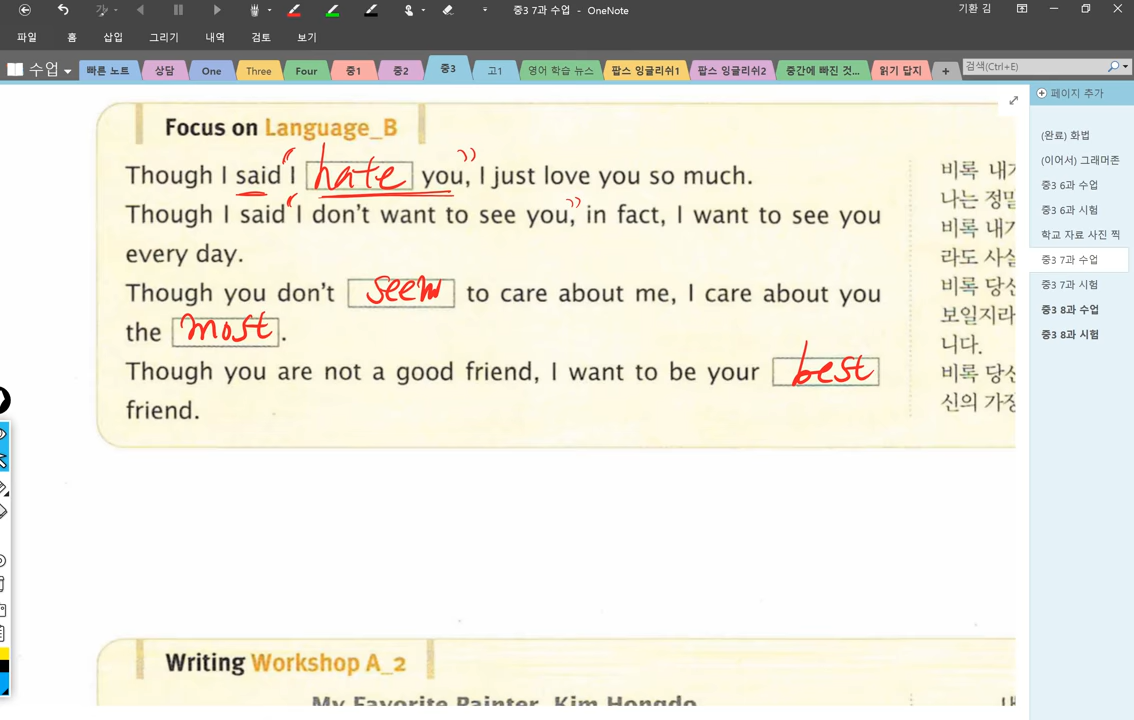 중3 7과 수업 - OneNote
기환 김
파일 홈 삽입 그리기 내역 검토 보기
수업 빠른 노트 상담 One Three Four 중1 중2 중3 고1 영어 학습 뉴스 팝스 잉글리쉬1 팝스 잉글리쉬2 중간에 빠진 것... 읽기 답지 + 검색(Ctrl+E)
페이지 추가
(완료) 화법
(이어서) 그래머존
중3 6과 수업
중3 6과 시험
학교 자료 사진 찍
중3 7과 수업
중3 7과 시험
중3 8과 수업
중3 8과 시험
Focus on Language_B
Though I said “I hate you,” I just love you so much.
Though I said “I don't want to see you,” in fact, I want to see you
every day.
Though you don't seem to care about me, I care about you
the most.
Though you are not a good friend, I want to be your best
friend.
비록 내가
나는 정말
비록 내가
라도 사실
비록 당신
보일지라
니다.
비록 당신
신의 가장
Writing Workshop A_2
My Favorite Painter, Kim Hongdo